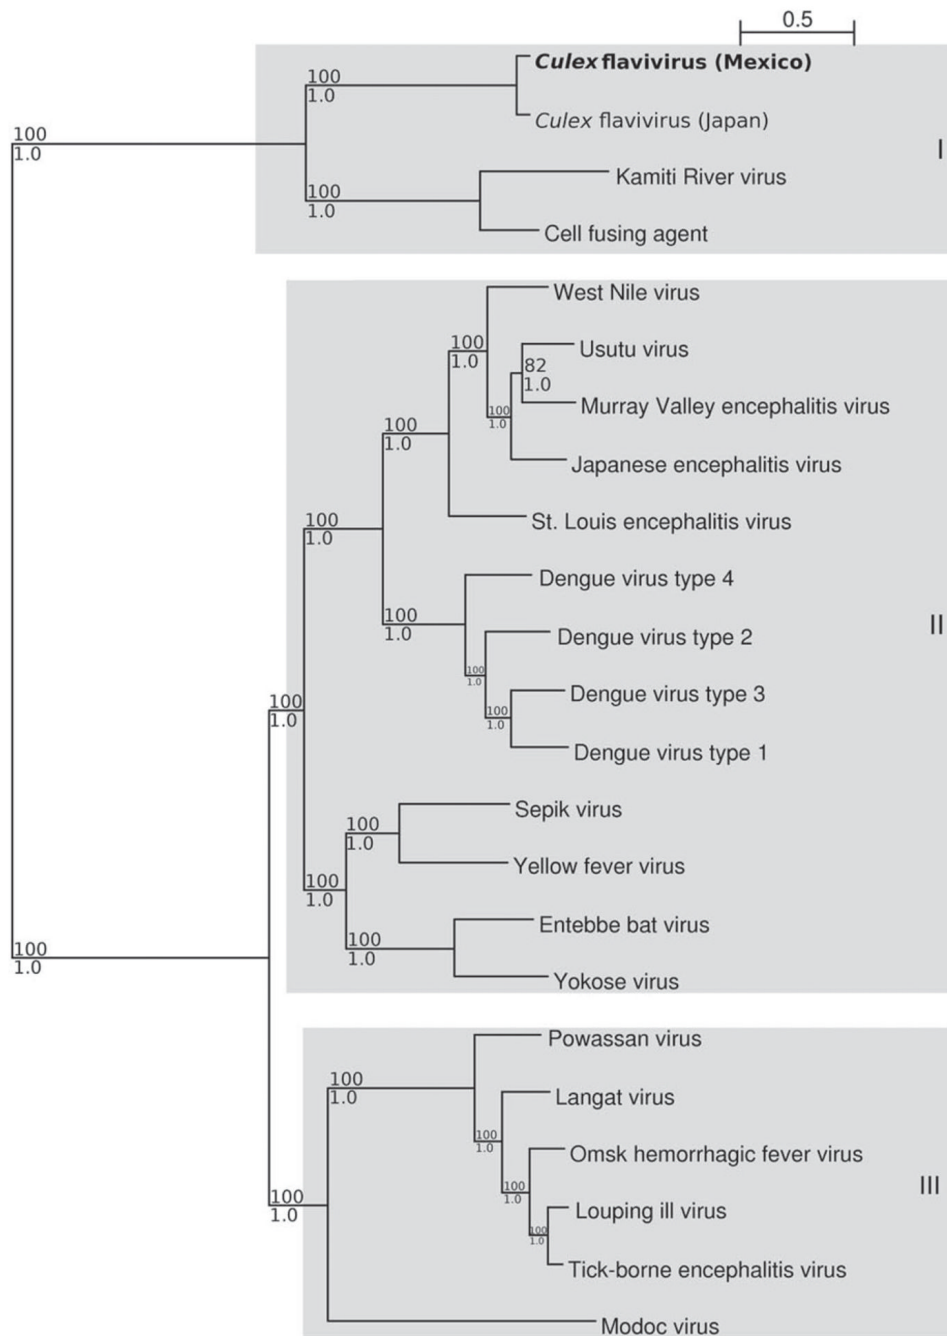 0.5
Culex flavivirus (Mexico)
100
1.0
Culex flavivirus (Japan)
100
1.0
I
Kamiti River virus
100
1.0
Cell fusing agent
West Nile virus
100
1.0
Usutu virus
82
1.0
Murray Valley encephalitis virus
100
1.0
100
1.0
Japanese encephalitis virus
100
1.0
St. Louis encephalitis virus
Dengue virus type 4
100
1.0
II
Dengue virus type 2
100
1.0
Dengue virus type 3
100
1.0
100
1.0
Dengue virus type 1
Sepik virus
100
1.0
Yellow fever virus
100
1.0
Entebbe bat virus
100
1.0
100
1.0
Yokose virus
Powassan virus
100
1.0
Langat virus
100
1.0
Omsk hemorrhagic fever virus
100
1.0
III
100
1.0
Louping ill virus
100
1.0
Tick-borne encephalitis virus
Modoc virus